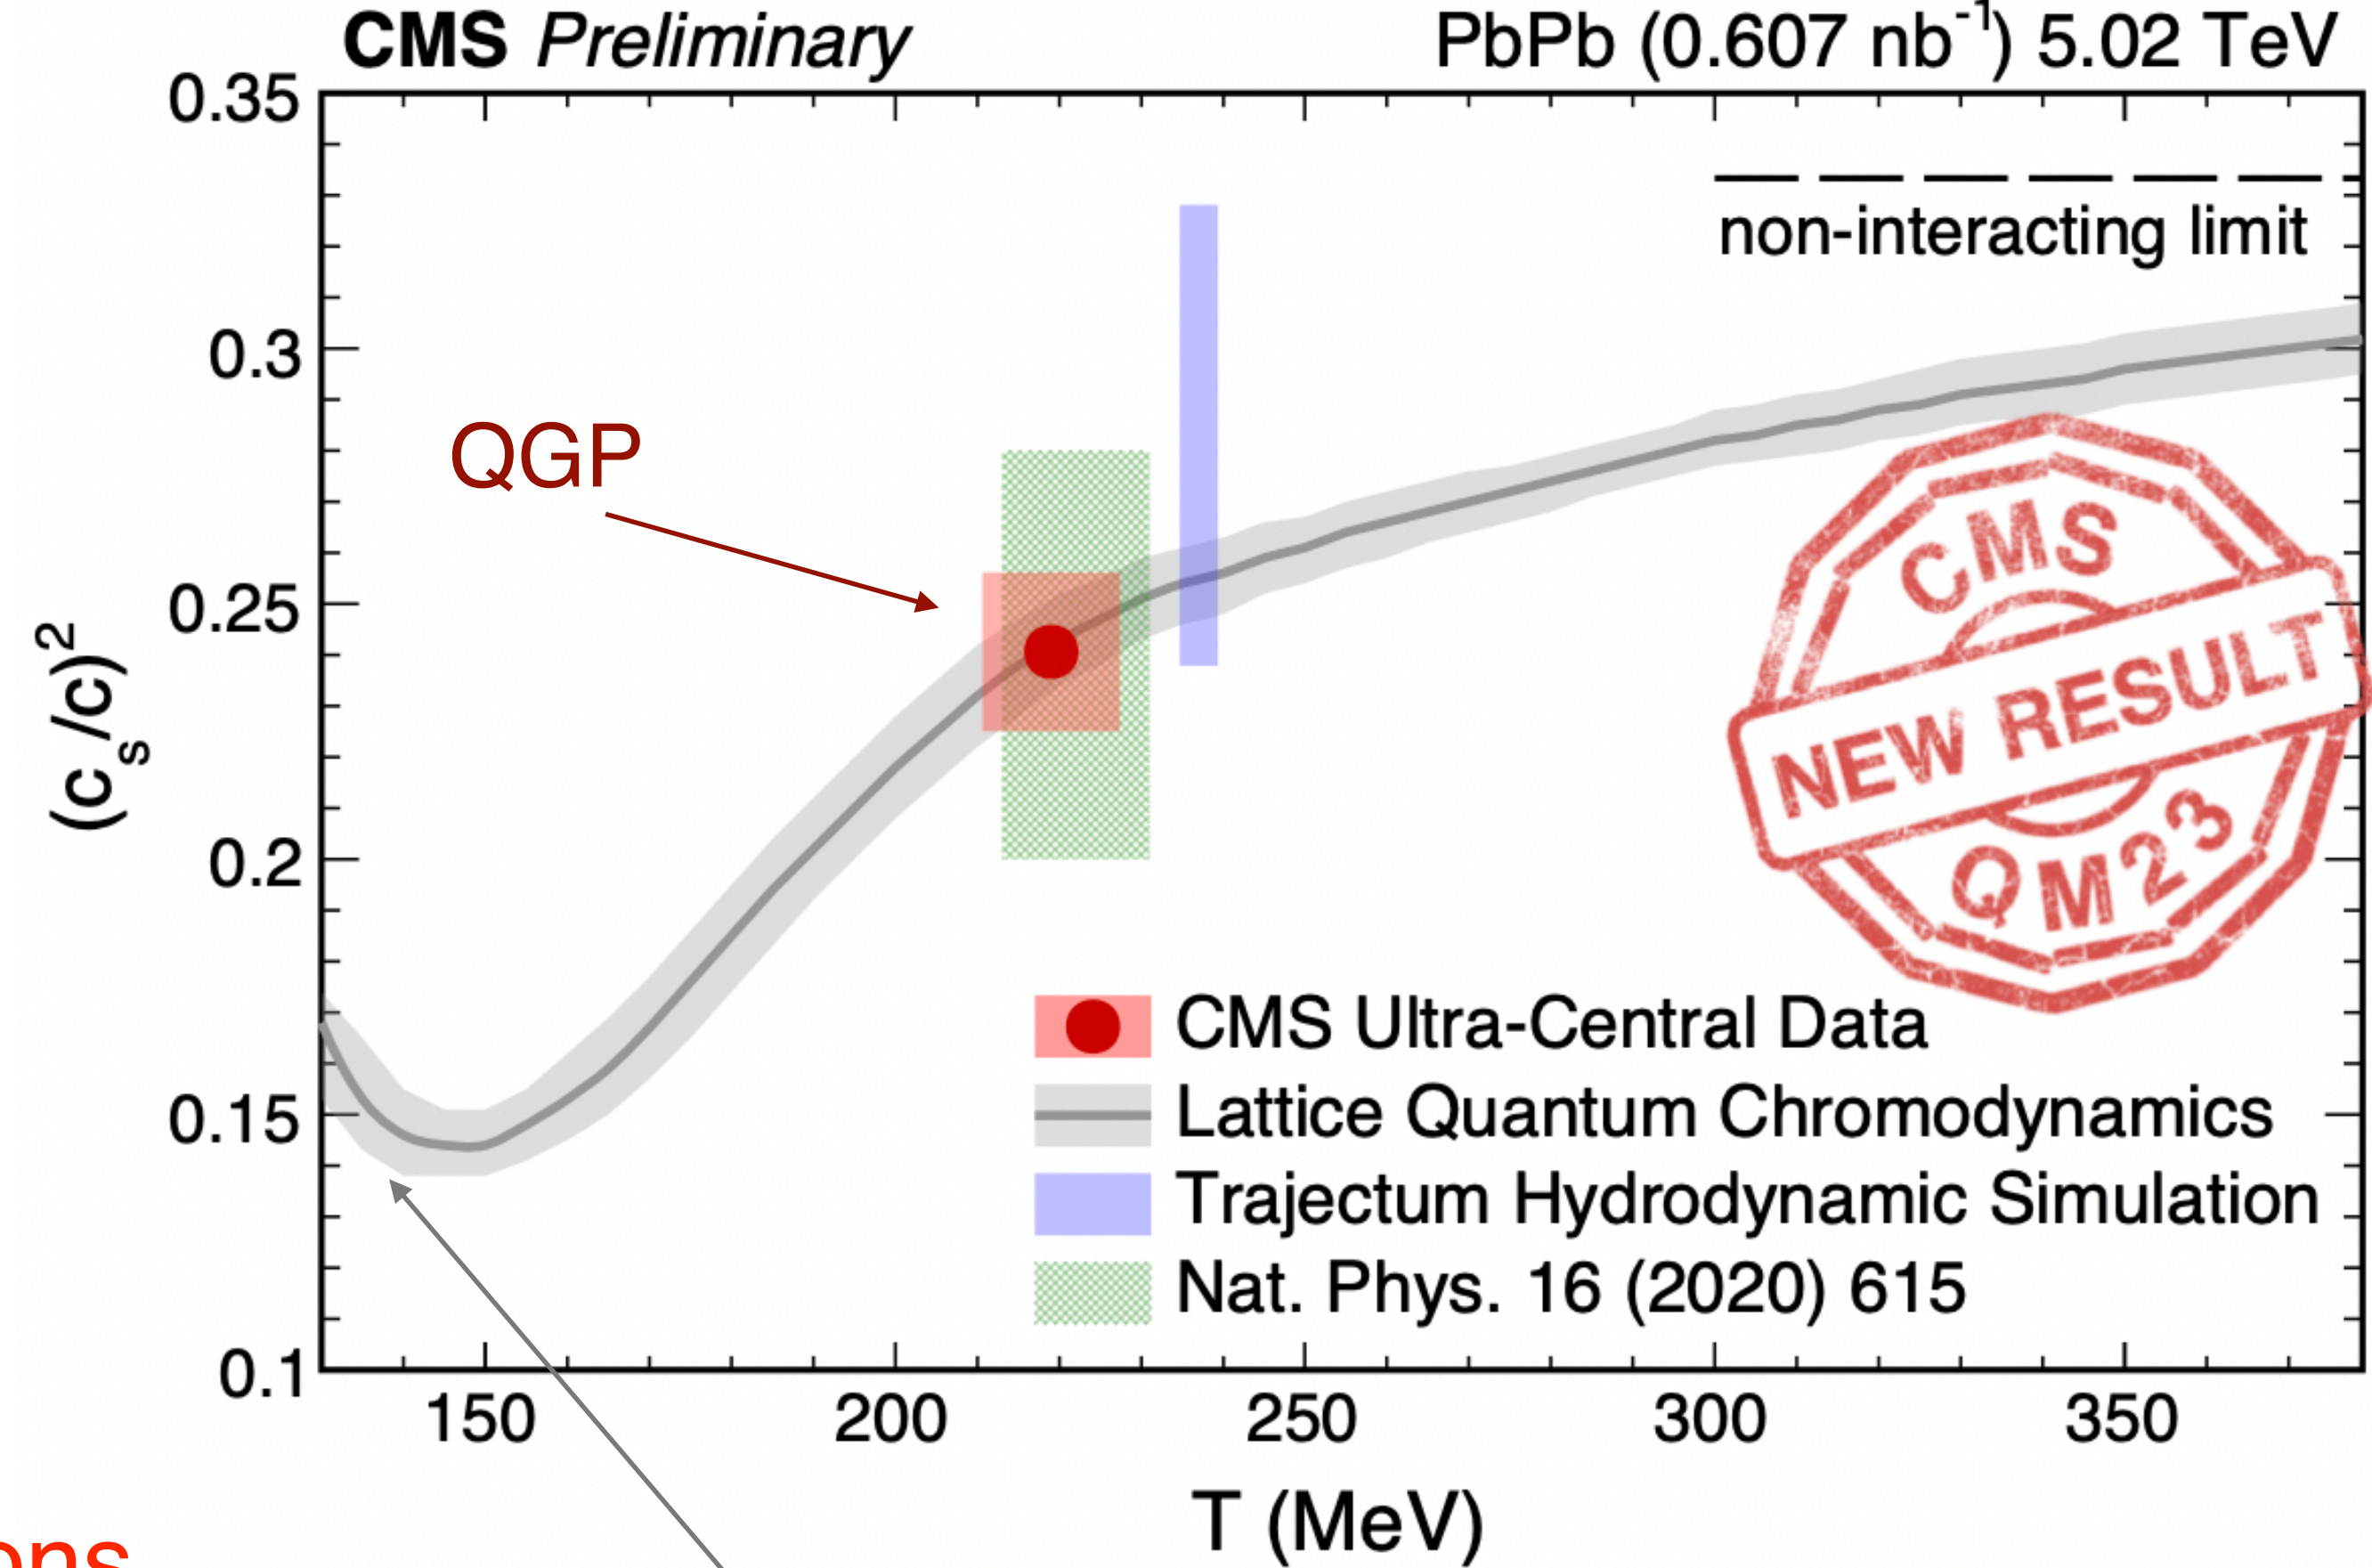 CMS Preliminary
PbPb (0.607 nb⁻¹) 5.02 TeV
0.35
0.3
0.25
0.2
0.15
0.1
(c_s/c)²
non-interacting limit
QGP
CMS
NEW RESULT
QM23
CMS Ultra-Central Data
Lattice Quantum Chromodynamics
Trajectum Hydrodynamic Simulation
Nat. Phys. 16 (2020) 615
150 200 250 300 350
T (MeV)
ons